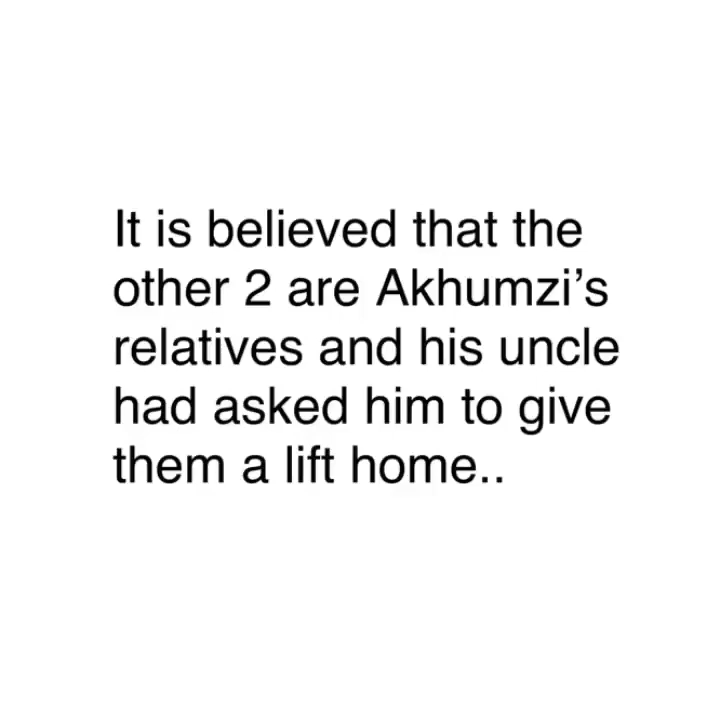 It is believed that the
other 2 are Akhumzi’s
relatives and his uncle
had asked him to give
them a lift home..